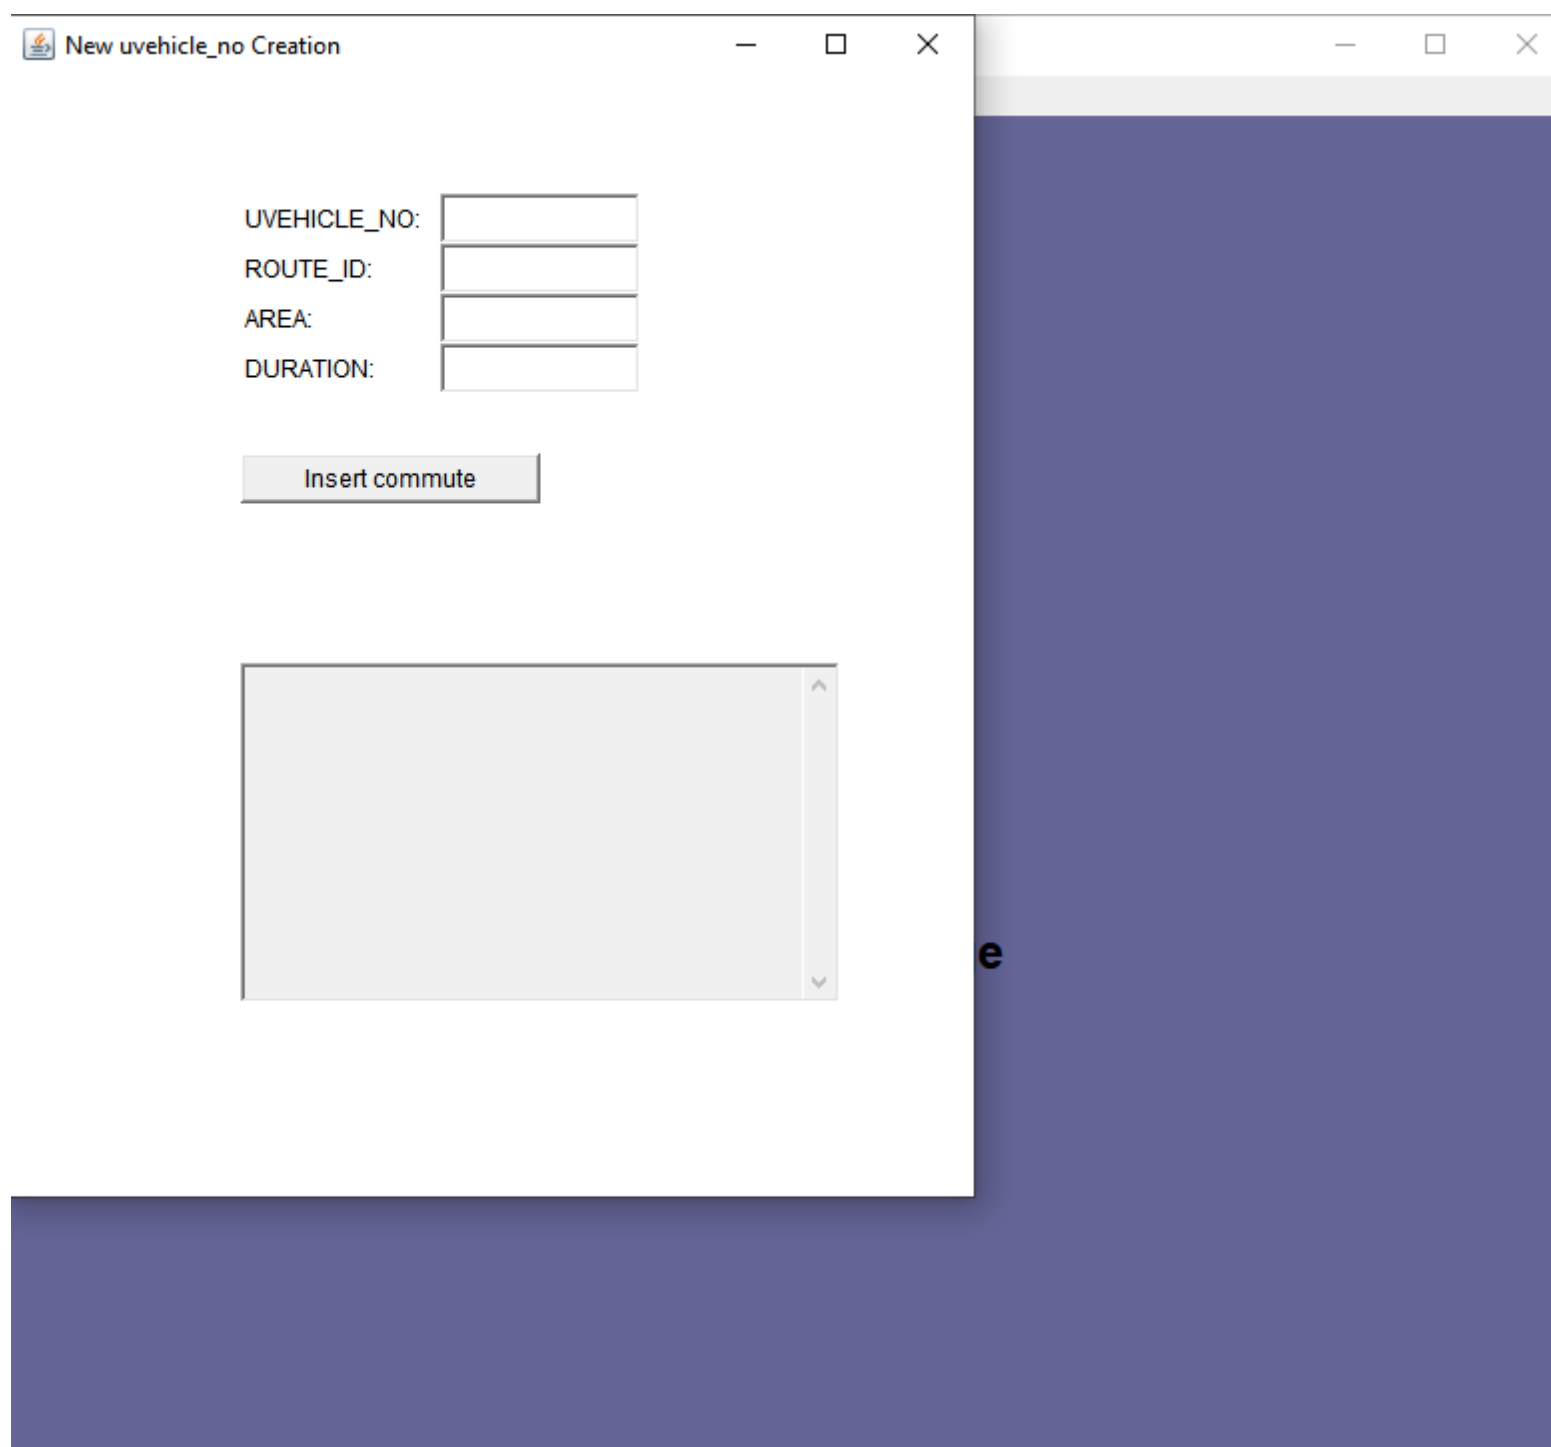 New uvehicle_no Creation
UVEHICLE_NO:
ROUTE_ID:
AREA:
DURATION:
Insert commute
e